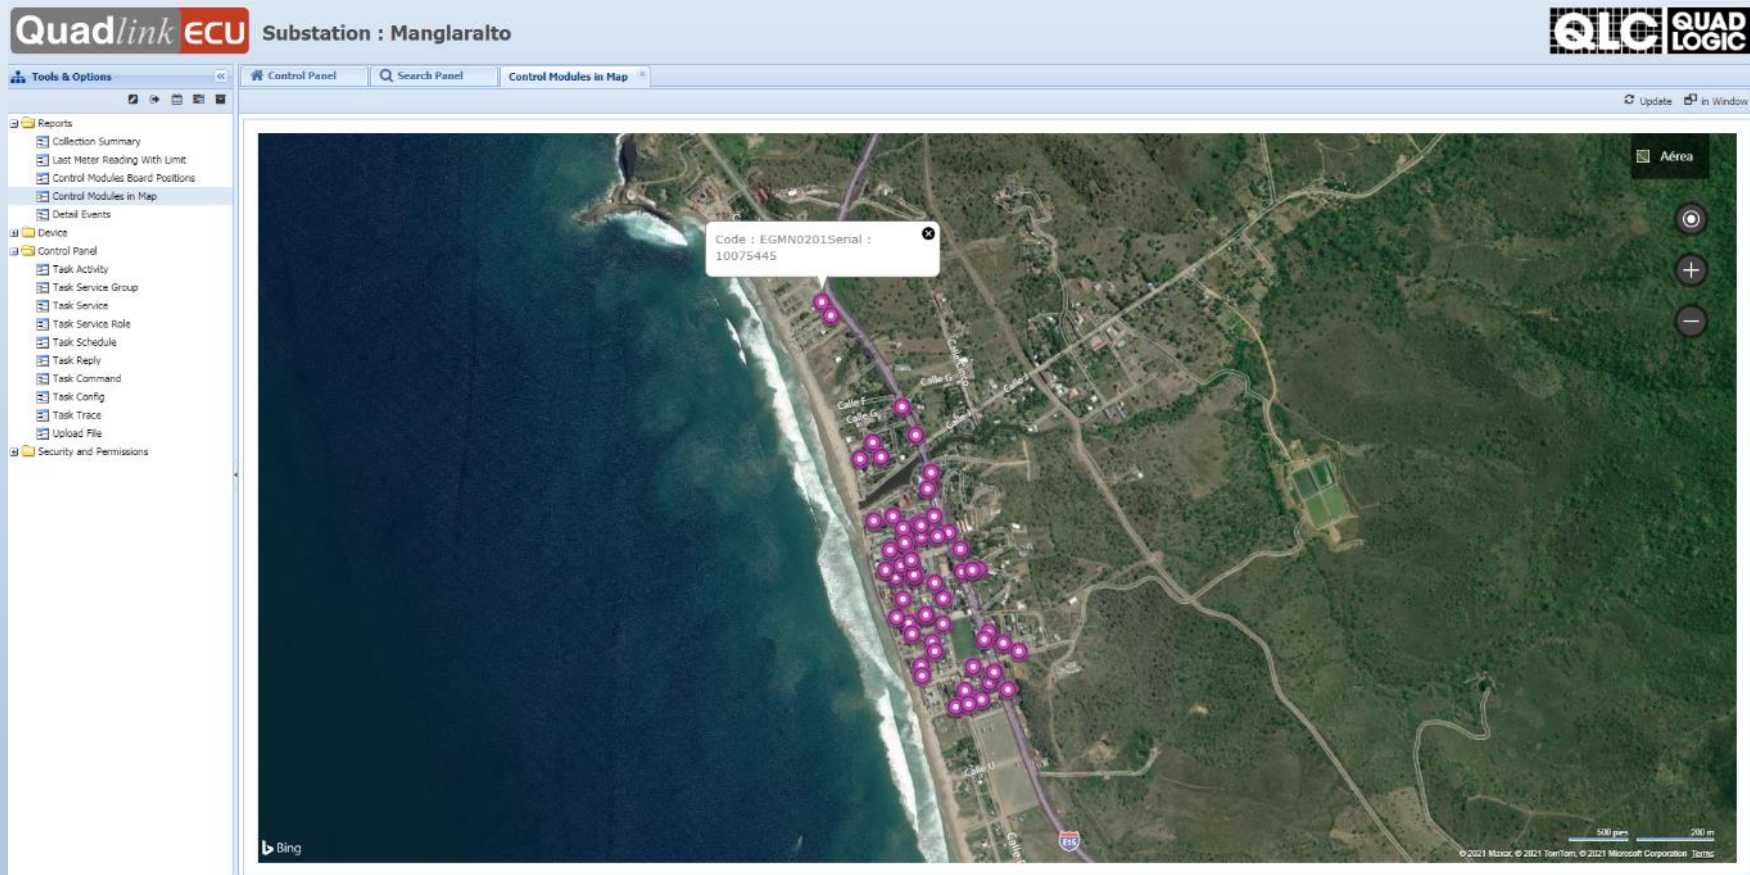 Quadlink ECU
Substation : Manglaralto
QLC QUAD LOGIC
Tools & Options
Control Panel
Search Panel
Control Modules in Map
Update
in Window
Reports
Collection Summary
Last Meter Reading With Limit
Control Modules Board Positions
Control Modules in Map
Detail Events
Device
Control Panel
Task Activity
Task Service Group
Task Service
Task Service Role
Task Schedule
Task Reply
Task Command
Task Config
Task Trace
Upload File
Security and Permissions
Aérea
Code : EGMN0201Serial :
10075445
Calle Cinco
Calle G
Calle I
Calle F
Calle G
Calle U
Calle
E15
Bing
500 pies
200 m
© 2021 Maxar, © 2021 TomTom, © 2021 Microsoft Corporation Terms